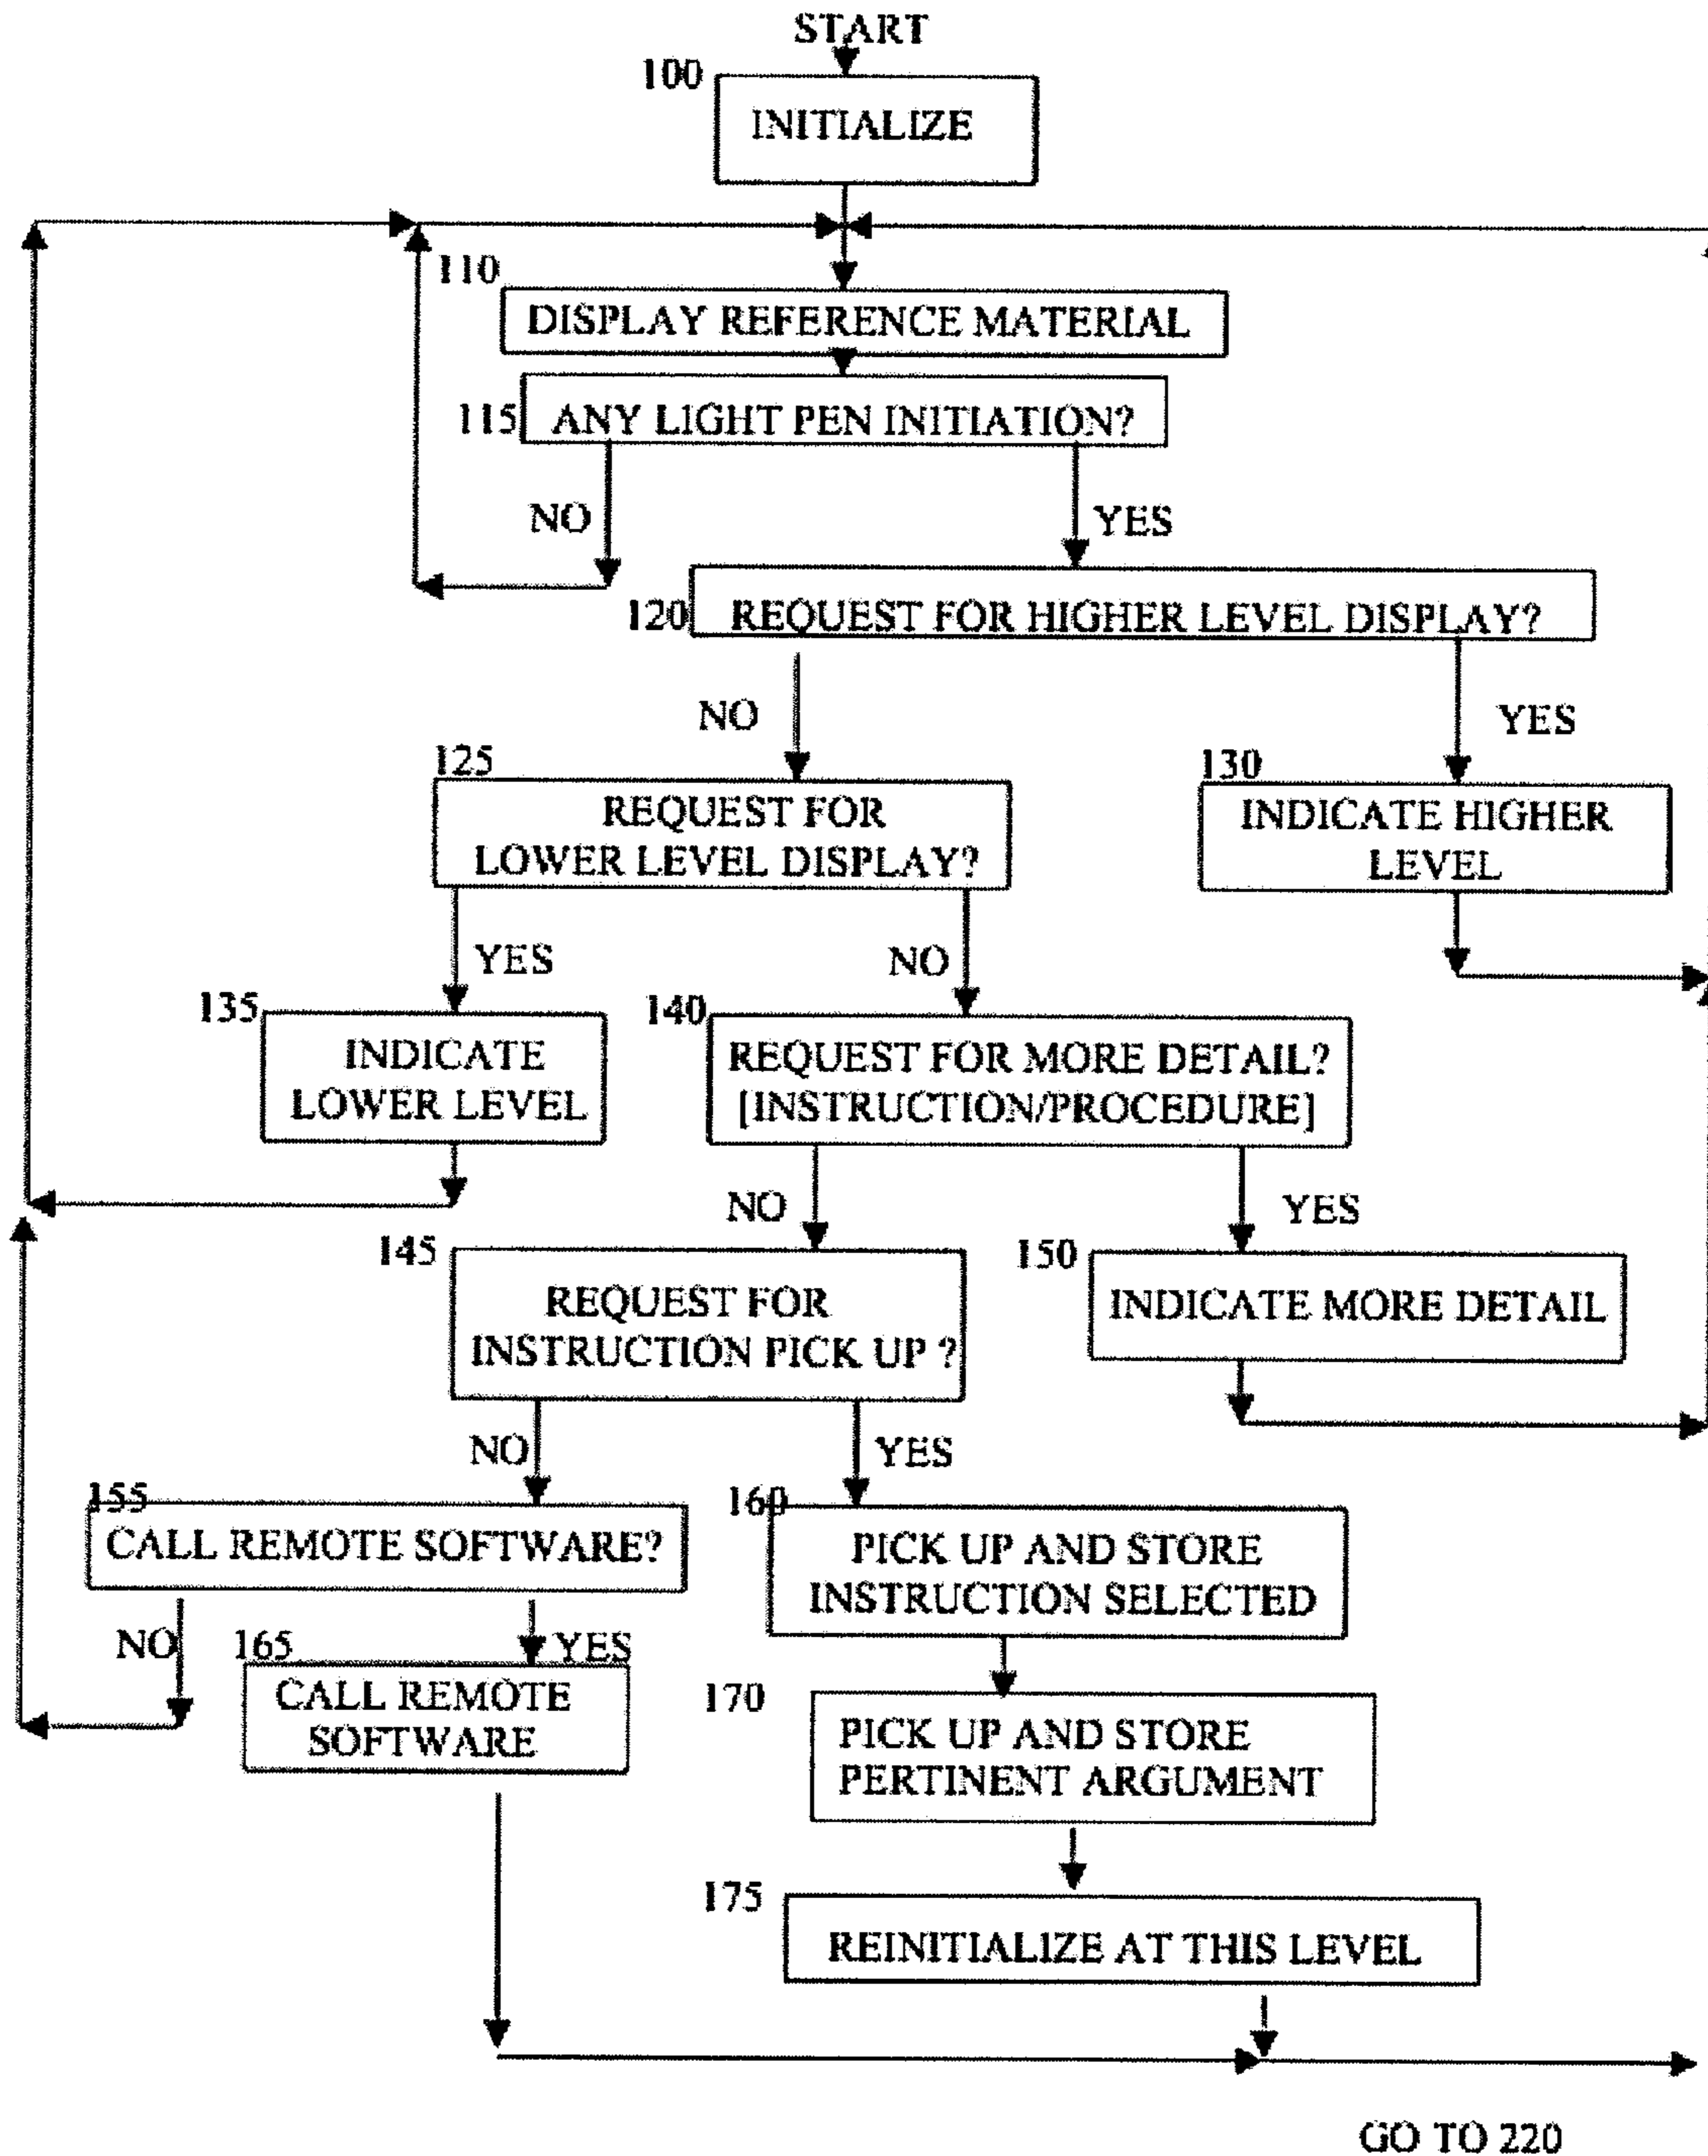 START
100
INITIALIZE
110
DISPLAY REFERENCE MATERIAL
115
ANY LIGHT PEN INITIATION?
NO
YES
120
REQUEST FOR HIGHER LEVEL DISPLAY?
NO
YES
125
REQUEST FOR
LOWER LEVEL DISPLAY?
130
INDICATE HIGHER
LEVEL
YES
NO
135
INDICATE
LOWER LEVEL
140
REQUEST FOR MORE DETAIL?
[INSTRUCTION/PROCEDURE]
NO
YES
145
REQUEST FOR
INSTRUCTION PICK UP ?
150
INDICATE MORE DETAIL
NO
YES
155
CALL REMOTE SOFTWARE?
160
PICK UP AND STORE
INSTRUCTION SELECTED
NO
YES
165
CALL REMOTE
SOFTWARE
170
PICK UP AND STORE
PERTINENT ARGUMENT
175
REINITIALIZE AT THIS LEVEL
GO TO 220